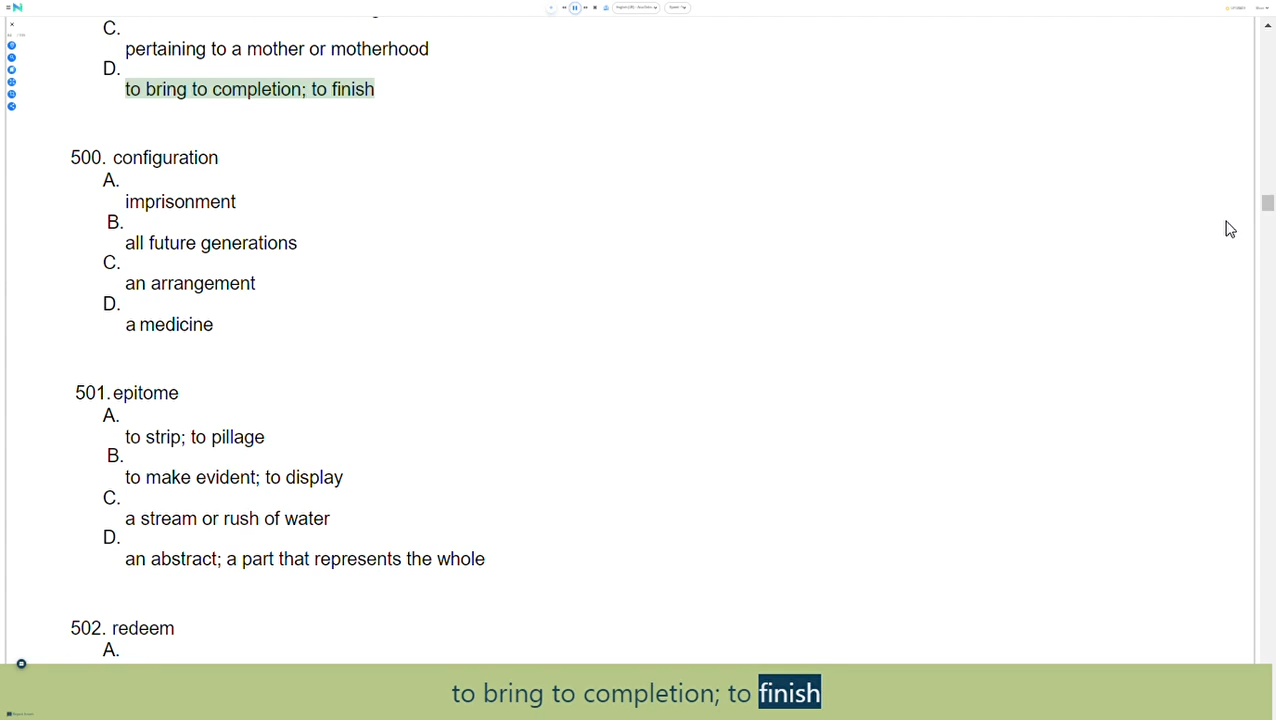 C.
pertaining to a mother or motherhood
D.
to bring to completion; to finish
500. configuration
A.
imprisonment
B.
all future generations
C.
an arrangement
D.
a medicine
501. epitome
A.
to strip; to pillage
B.
to make evident; to display
C.
a stream or rush of water
D.
an abstract; a part that represents the whole
502. redeem
A.
to bring to completion; to finish